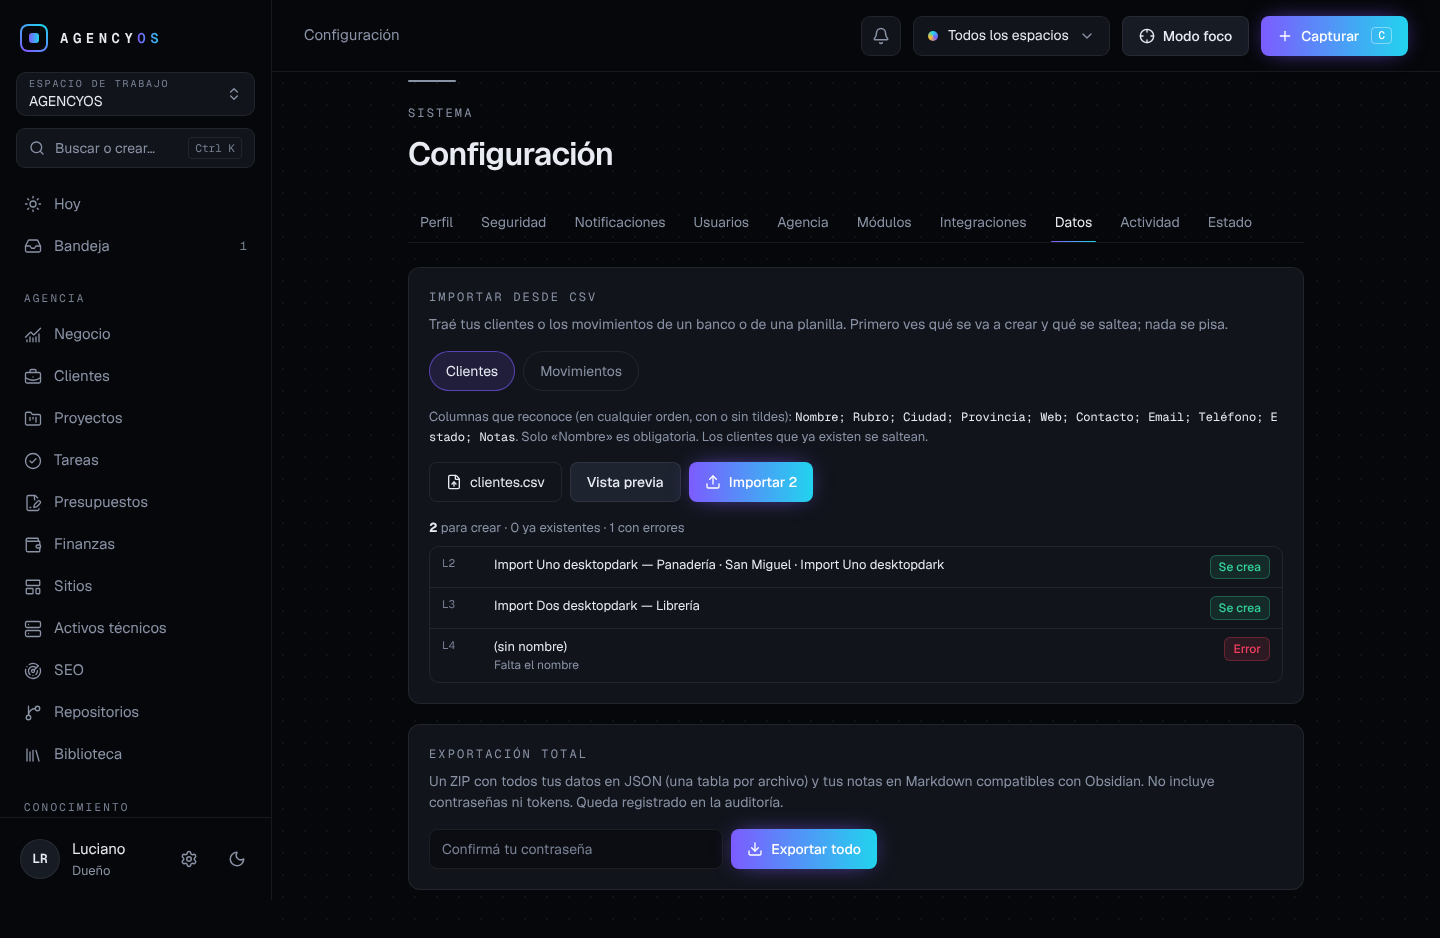 AGENCYOS
ESPACIO DE TRABAJO
AGENCYOS
Buscar o crear...
Ctrl K
Hoy
Bandeja
1
AGENCIA
Negocio
Clientes
Proyectos
Tareas
Presupuestos
Finanzas
Sitios
Activos técnicos
SEO
Repositorios
Biblioteca
CONOCIMIENTO
LR
Luciano
Dueño
Configuración
Todos los espacios
Modo foco
Capturar
C
SISTEMA
Configuración
Perfil
Seguridad
Notificaciones
Usuarios
Agencia
Módulos
Integraciones
Datos
Actividad
Estado
IMPORTAR DESDE CSV
Traé tus clientes o los movimientos de un banco o de una planilla. Primero ves qué se va a crear y qué se saltea; nada se pisa.
Clientes
Movimientos
Columnas que reconoce (en cualquier orden, con o sin tildes): Nombre; Rubro; Ciudad; Provincia; Web; Contacto; Email; Teléfono; E
stado; Notas. Solo «Nombre» es obligatoria. Los clientes que ya existen se saltean.
clientes.csv
Vista previa
Importar 2
2 para crear · 0 ya existentes · 1 con errores
L2
Import Uno desktopdark — Panadería · San Miguel · Import Uno desktopdark
Se crea
L3
Import Dos desktopdark — Librería
Se crea
L4
(sin nombre)
Error
Falta el nombre
EXPORTACIÓN TOTAL
Un ZIP con todos tus datos en JSON (una tabla por archivo) y tus notas en Markdown compatibles con Obsidian. No incluye
contraseñas ni tokens. Queda registrado en la auditoría.
Confirmá tu contraseña
Exportar todo